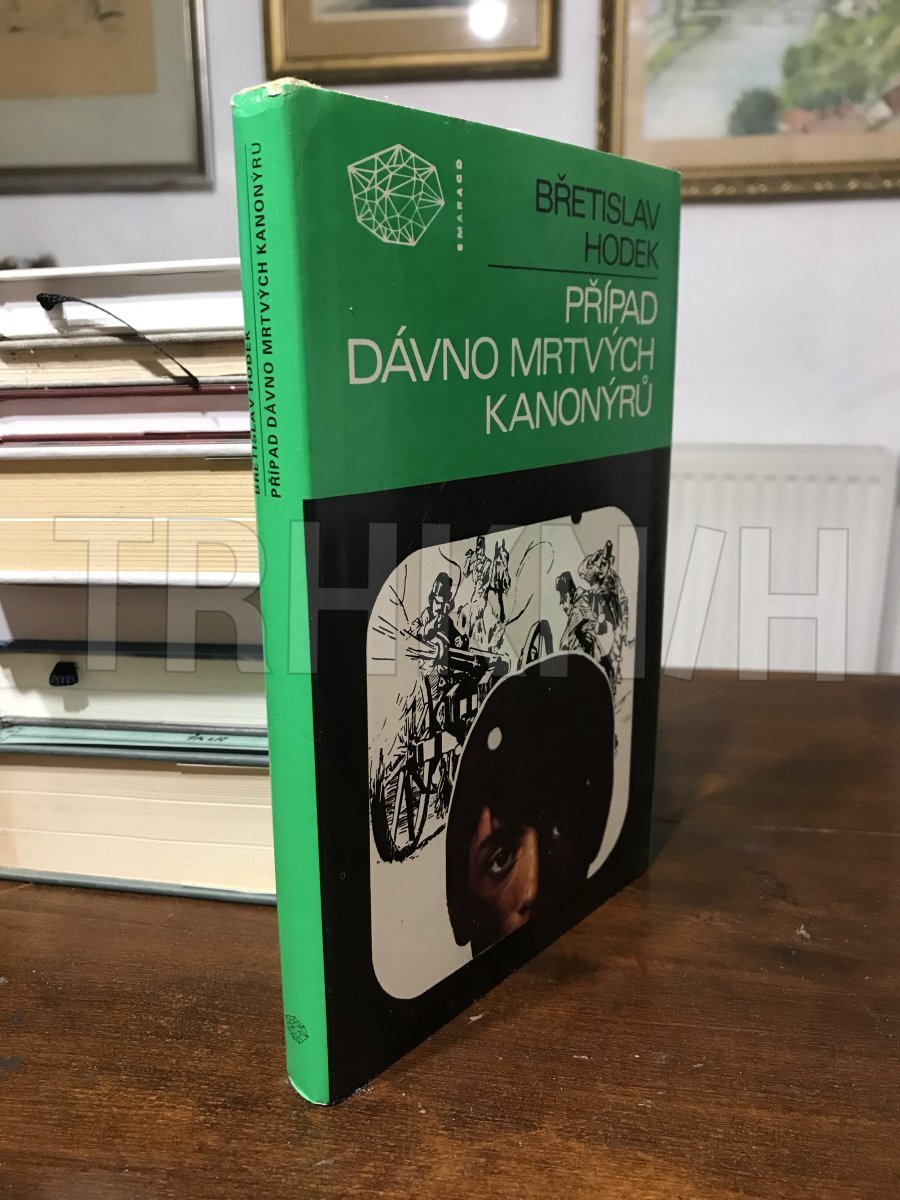 SMARAGD
BŘETISLAV
HODEK
PŘÍPAD
DÁVNO MRTVÝCH
KANONÝRŮ
BŘETISLAV HODEK
PŘÍPAD DÁVNO MRTVÝCH KANONÝRŮ
TRHKNIH